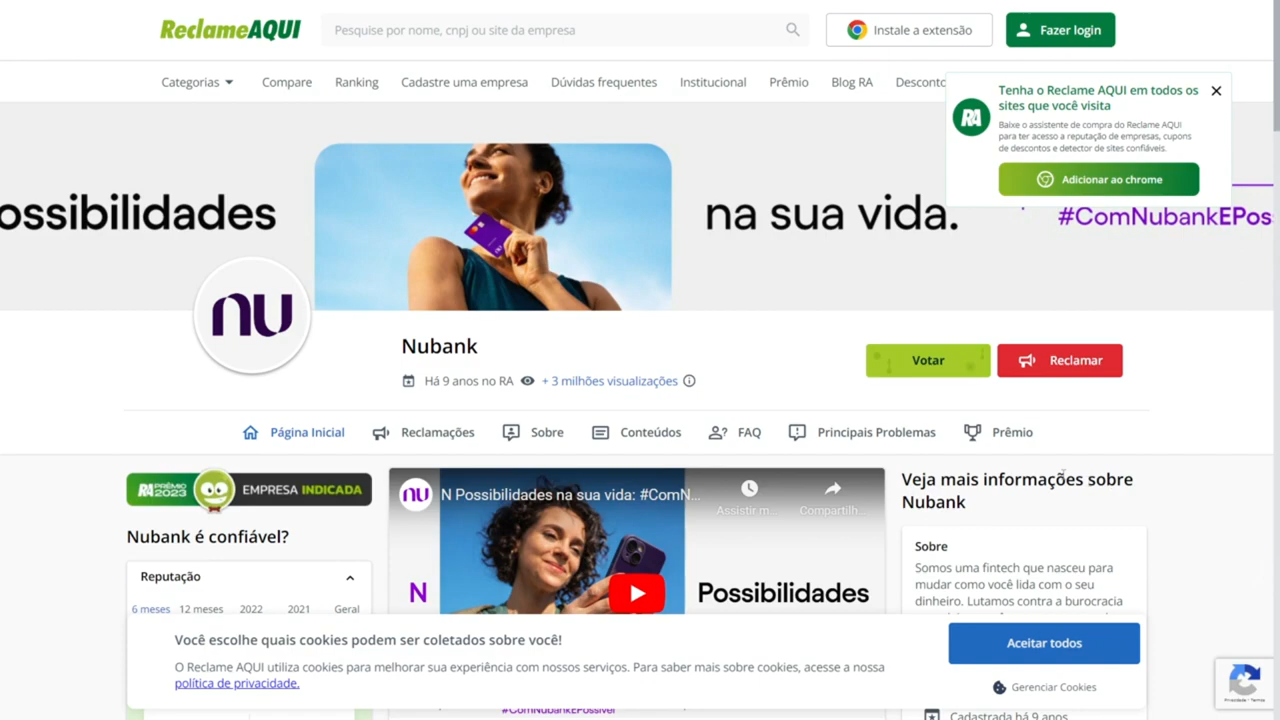 ReclameAQUI
Pesquise por nome, cnpj ou site da empresa
Instale a extensão
Fazer login
Categorias
Compare
Ranking
Cadastre uma empresa
Dúvidas frequentes
Institucional
Prêmio
Blog RA
Desconto
Tenha o Reclame AQUI em todos os
sites que você visita
RA
Baixe o assistente de compra do Reclame AQUI
para ter acesso a reputação de empresas, cupons
de descontos e detector de sites confiáveis.
Adicionar ao chrome
ossibilidades
na sua vida.
#ComNubankEPos
nu
Nubank
Há 9 anos no RA
+ 3 milhões visualizações
Votar
Reclamar
Página Inicial
Reclamações
Sobre
Conteúdos
FAQ
Principais Problemas
Prêmio
RA PRÊMIO 2023
EMPRESA INDICADA
Nubank é confiável?
Reputação
6 meses
12 meses
2022
2021
Geral
nu
N Possibilidades na sua vida: #ComN...
Assistir m...
Compartilh...
N
Possibilidades
Veja mais informações sobre
Nubank
Sobre
Somos uma fintech que nasceu para
mudar como você lida com o seu
dinheiro. Lutamos contra a burocracia
Você escolhe quais cookies podem ser coletados sobre você!
O Reclame AQUI utiliza cookies para melhorar sua experiência com nossos serviços. Para saber mais sobre cookies, acesse a nossa
política de privacidade.
Aceitar todos
Gerenciar Cookies
Privacidade - Termos
#ComNubankEPossível
Cadastrada há 9 anos